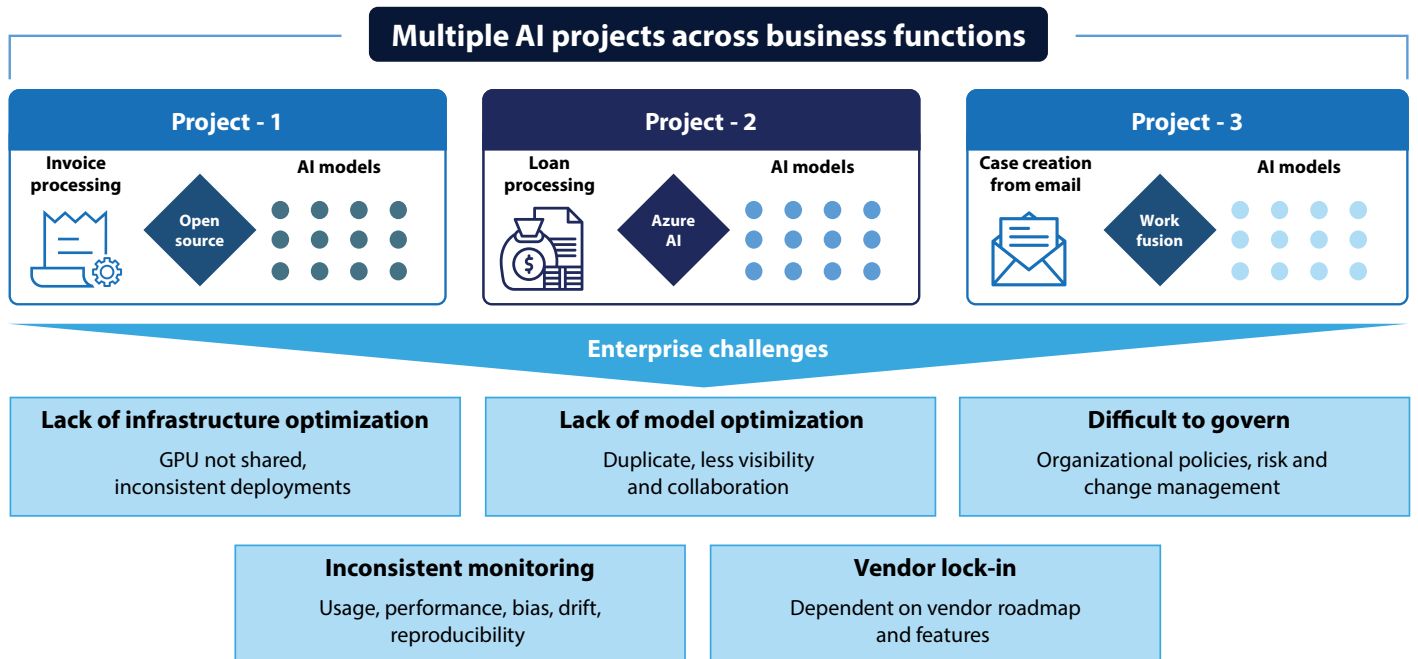 Multiple AI projects across business functions
Project - 1
Invoice
processing
Open
source
AI models
Project - 2
Loan
processing
$
Azure
AI
AI models
Project - 3
Case creation
from email
Work
fusion
AI models
Enterprise challenges
Lack of infrastructure optimization
GPU not shared,
inconsistent deployments
Lack of model optimization
Duplicate, less visibility
and collaboration
Difficult to govern
Organizational policies, risk and
change management
Inconsistent monitoring
Usage, performance, bias, drift,
reproducibility
Vendor lock-in
Dependent on vendor roadmap
and features